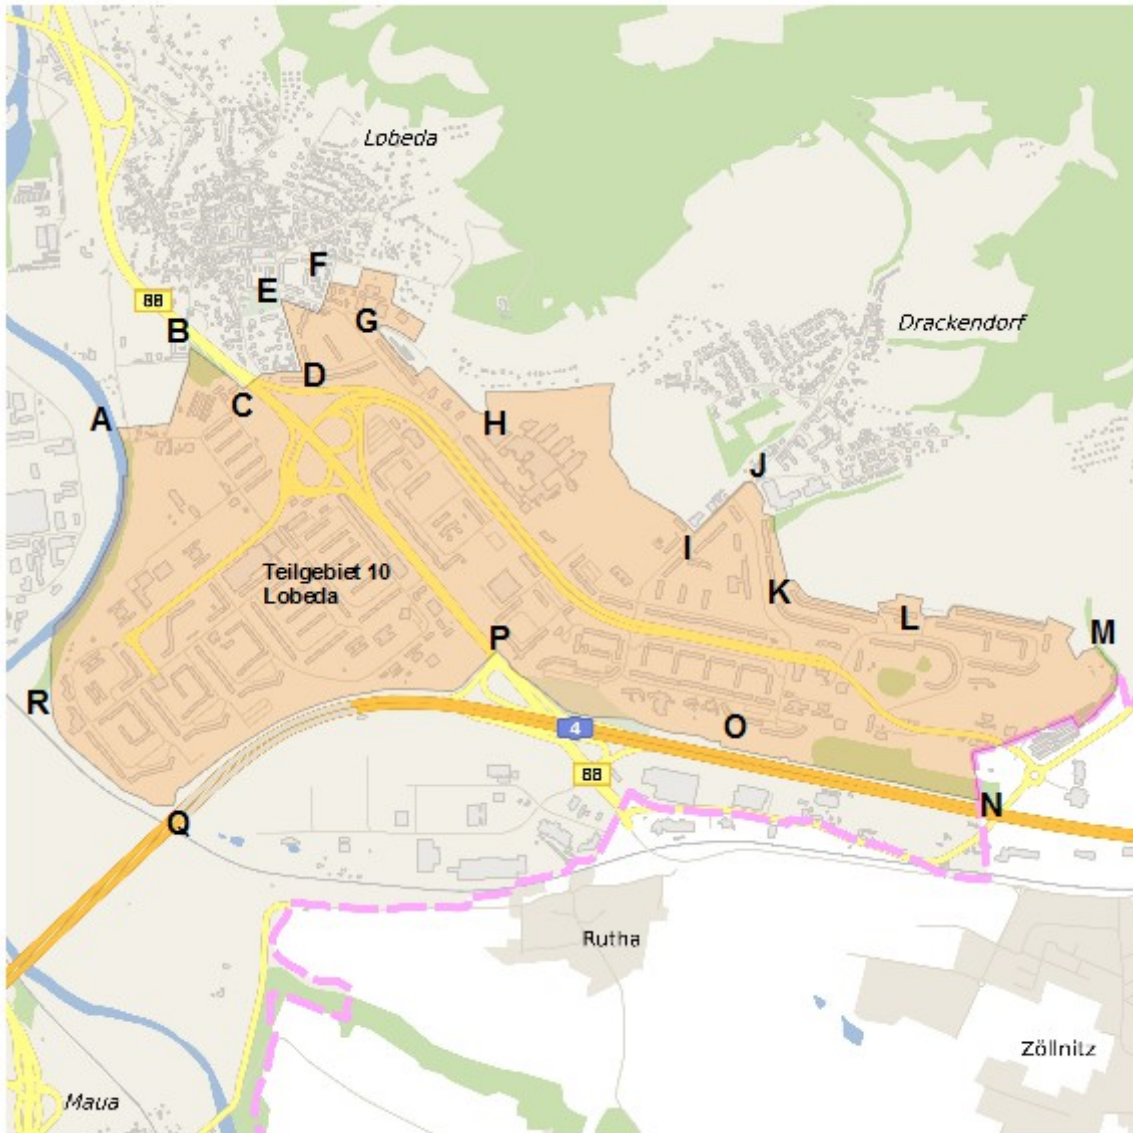 Lobeda
F
E
88
G
Drackendorf
B
D
C
A
H
J
I
Teilgebiet 10
Lobeda
K
L
P
M
R
4
O
88
N
Q
Rutha
Zöllnitz
Maua